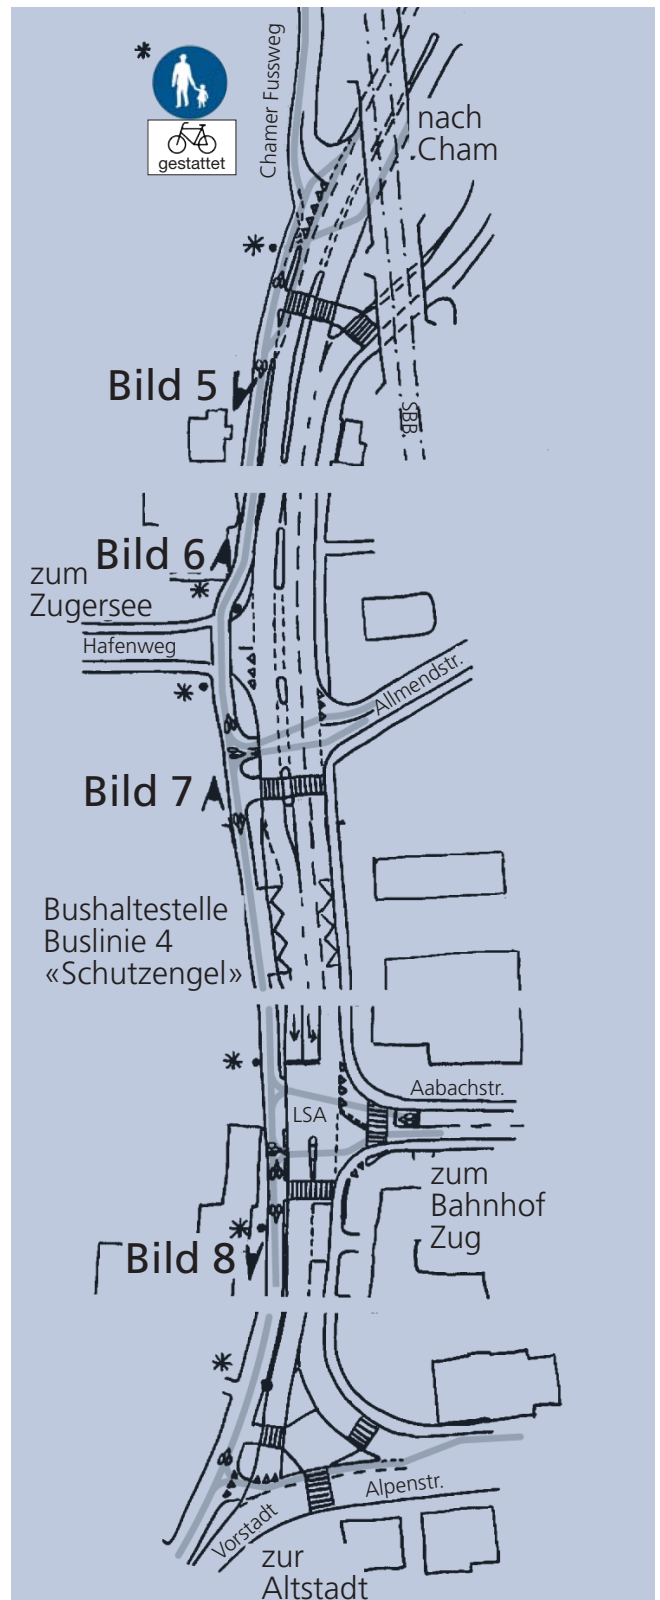 *
gestattet
Chamer Fussweg
nach
Cham
*
Bild 5
SBB.
Bild 6
zum
Zugersee
*
Hafenweg
*
Allmendstr.
Bild 7
Bushaltestelle
Buslinie 4
«Schutzengel»
*
Aabachstr.
LSA
zum
Bahnhof
Zug
*
Bild 8
*
Alpenstr.
Vorstadt
zur
Altstadt